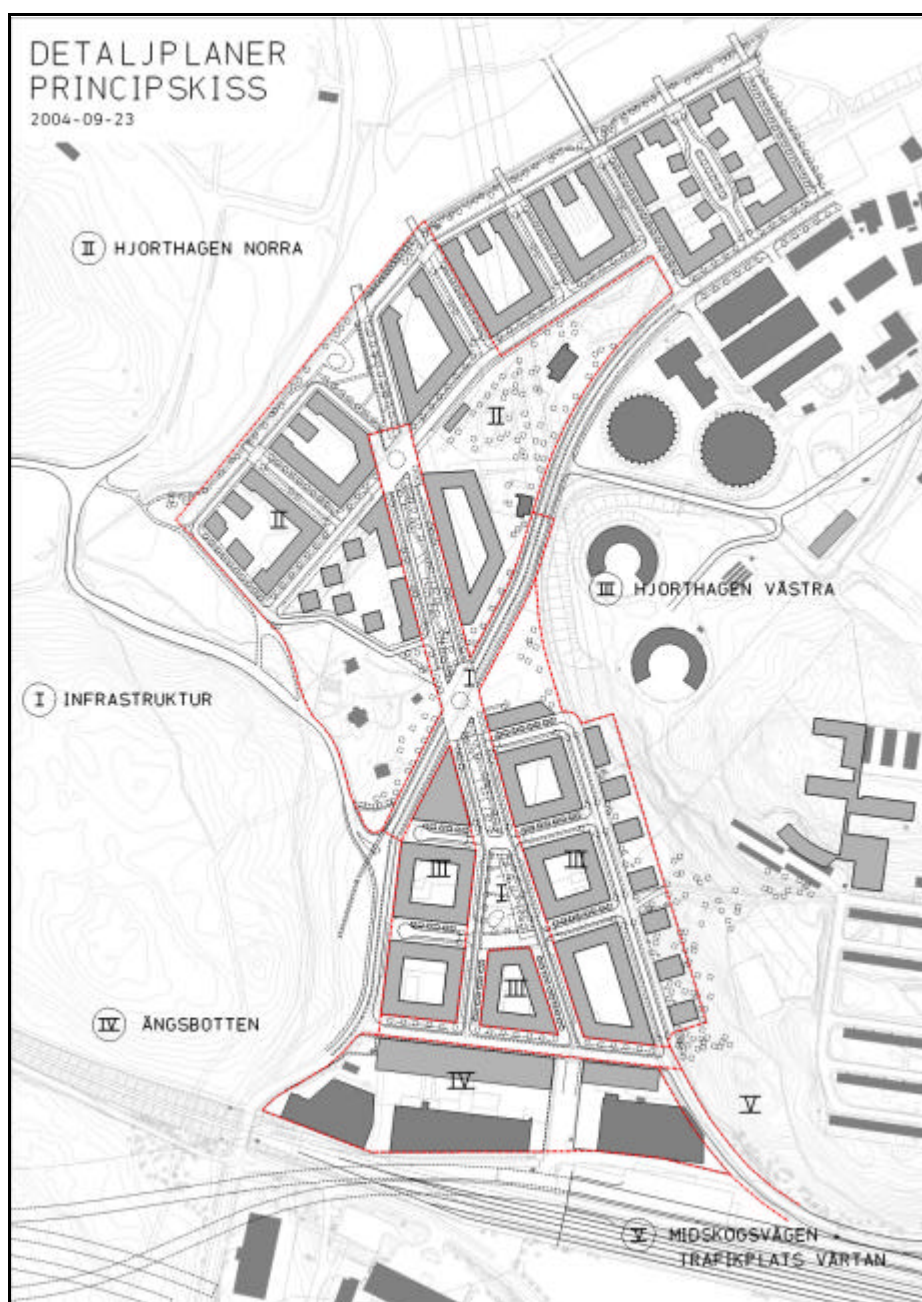 DETALJPLANER
PRINCIPSKISS
2004-09-23
II HJORTHAGEN NORRA
II
II
III HJORTHAGEN VÄSTRA
I INFRASTRUKTUR
I
III
III
I
III
IV ÄNGSBOTTEN
IV
V
V MIDSKOGSVÄGEN -
TRAFIKPLATS VÄRTAN